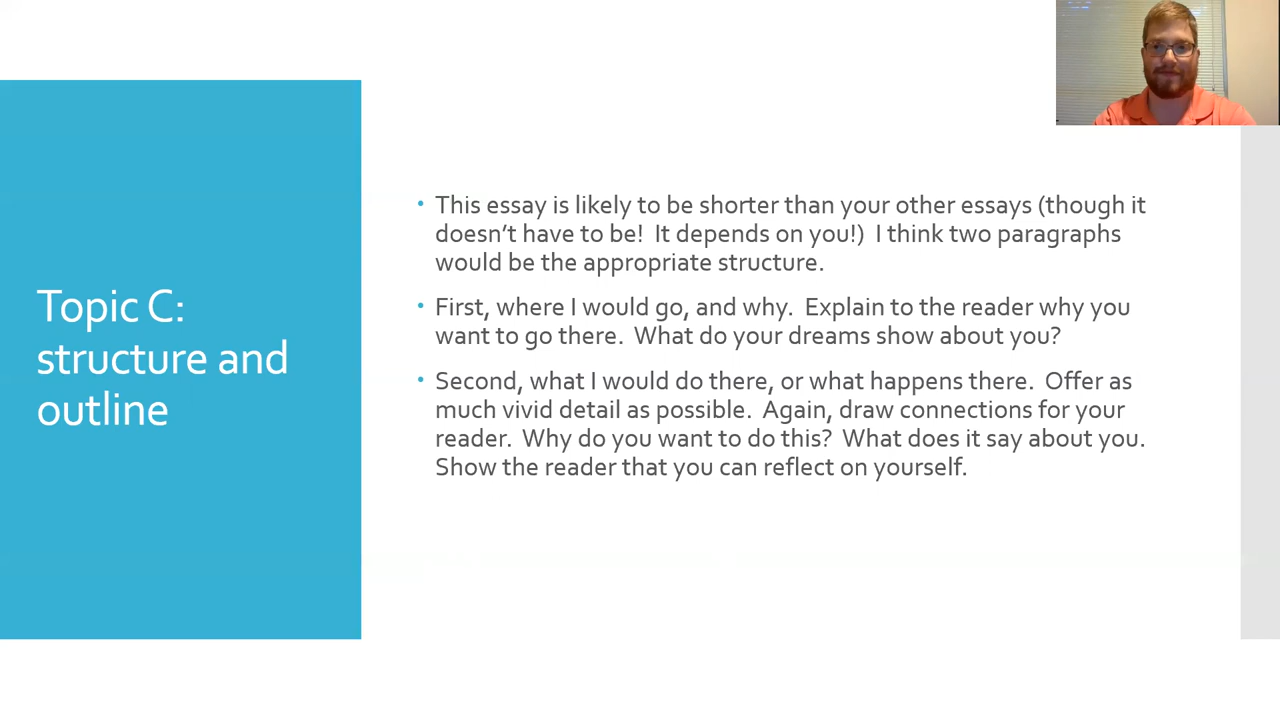 Topic C:
structure and
outline
• This essay is likely to be shorter than your other essays (though it
doesn't have to be!  It depends on you!)  I think two paragraphs
would be the appropriate structure.
• First, where I would go, and why.  Explain to the reader why you
want to go there.  What do your dreams show about you?
• Second, what I would do there, or what happens there.  Offer as
much vivid detail as possible.  Again, draw connections for your
reader.  Why do you want to do this?  What does it say about you.
Show the reader that you can reflect on yourself.